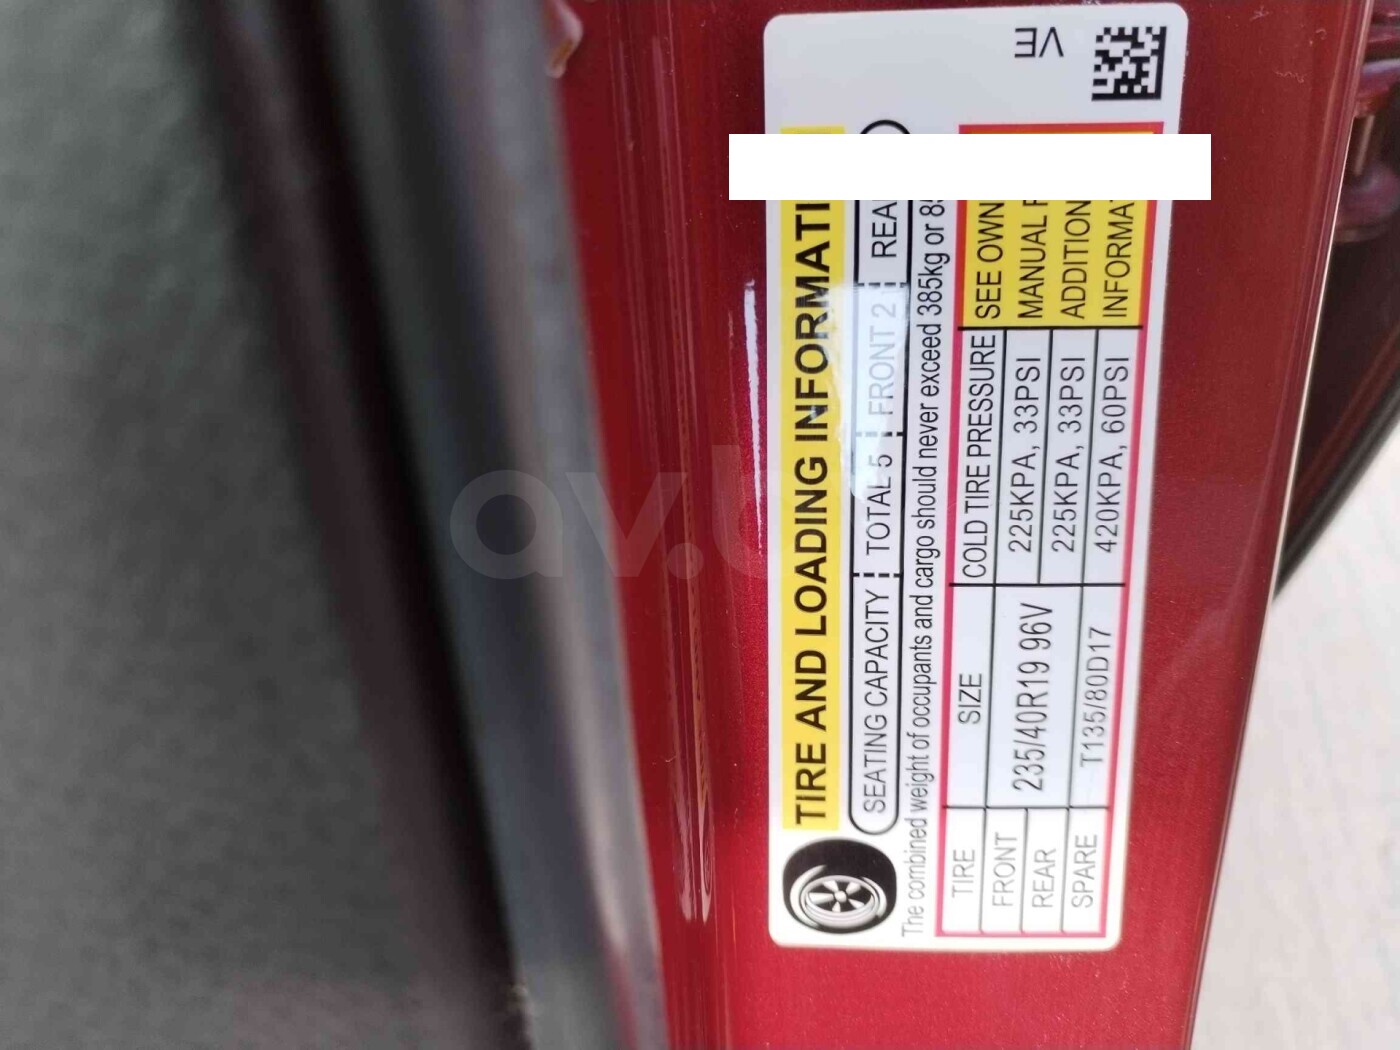 VE
TIRE AND LOADING INFORMATI
SEATING CAPACITY TOTAL 5 FRONT 2 REA
The combined weight of occupants and cargo should never exceed 385kg or 8
TIRE SIZE COLD TIRE PRESSURE SEE OWN
FRONT 235/40R19 96V 225KPA, 33PSI MANUAL
REAR 225KPA, 33PSI ADDITION
SPARE T135/80D17 420KPA, 60PSI INFORMA
av.b